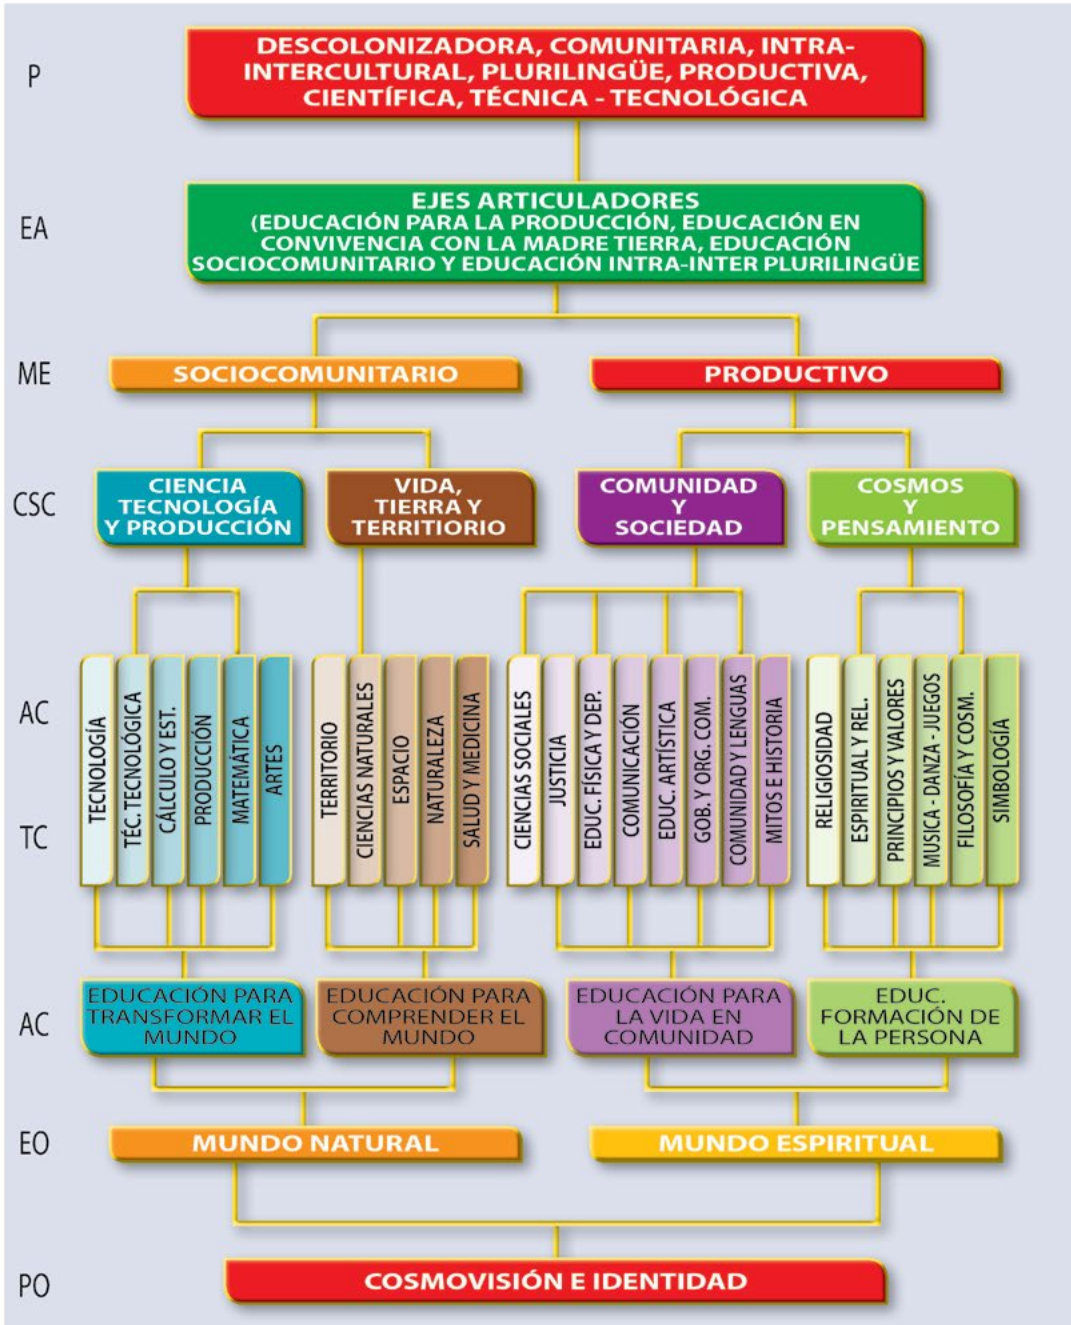 P
DESCOLONIZADORA, COMUNITARIA, INTRA-
INTERCULTURAL, PLURILINGÜE, PRODUCTIVA,
CIENTÍFICA, TÉCNICA - TECNOLÓGICA
EA
EJES ARTICULADORES
(EDUCACIÓN PARA LA PRODUCCIÓN, EDUCACIÓN EN
CONVIVENCIA CON LA MADRE TIERRA, EDUCACIÓN
SOCIOCOMUNITARIO Y EDUCACIÓN INTRA-INTER PLURILINGÜE
ME
SOCIOCOMUNITARIO
PRODUCTIVO
CSC
CIENCIA
TECNOLOGÍA
Y PRODUCCIÓN
VIDA,
TIERRA Y
TERRITIORIO
COMUNIDAD
Y
SOCIEDAD
COSMOS
Y
PENSAMIENTO
AC
TC
TECNOLOGÍA
TÉC. TECNOLÓGICA
CÁLCULO Y EST.
PRODUCCIÓN
MATEMÁTICA
ARTES
TERRITORIO
CIENCIAS NATURALES
ESPACIO
NATURALEZA
SALUD Y MEDICINA
CIENCIAS SOCIALES
JUSTICIA
EDUC. FÍSICA Y DEP.
COMUNICACIÓN
EDUC. ARTÍSTICA
GOB. Y ORG. COM.
COMUNIDAD Y LENGUAS
MITOS E HISTORIA
RELIGIOSIDAD
ESPIRITUAL Y REL.
PRINCIPIOS Y VALORES
MUSICA - DANZA - JUEGOS
FILOSOFÍA Y COSM.
SIMBOLOGÍA
AC
EDUCACIÓN PARA
TRANSFORMAR EL
MUNDO
EDUCACIÓN PARA
COMPRENDER EL
MUNDO
EDUCACIÓN PARA
LA VIDA EN
COMUNIDAD
EDUC.
FORMACIÓN DE
LA PERSONA
EO
MUNDO NATURAL
MUNDO ESPIRITUAL
PO
COSMOVISIÓN E IDENTIDAD